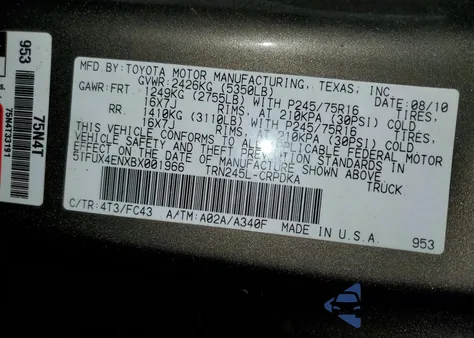 953
75N4T
75N4T33191
MFD.BY:TOYOTA MOTOR MANUFACTURING, TEXAS, INC.
GVWR:2426KG (5350LB) DATE: 08/10
GAWR:FRT 1249KG (2755LB) WITH P245/75R16
16X7J RIMS, AT 210KPA (30PSI) COLD
RR 1410KG (3110LB) WITH P245/75R16
16X7J RIMS, AT 210KPA (30PSI) COLD
THIS VEHICLE CONFORMS TO ALL APPLICABLE FEDERAL MOTOR
VEHICLE SAFETY AND THEFT PREVENTION STANDARDS IN
EFFECT ON THE DATE OF MANUFACTURE SHOWN ABOVE.
5TFUX4ENXBX001966 TRN245L-CRPDKA TRUCK
C/TR:4T3/FC43 A/TM:A02A/A340F
MADE IN U.S.A. 953